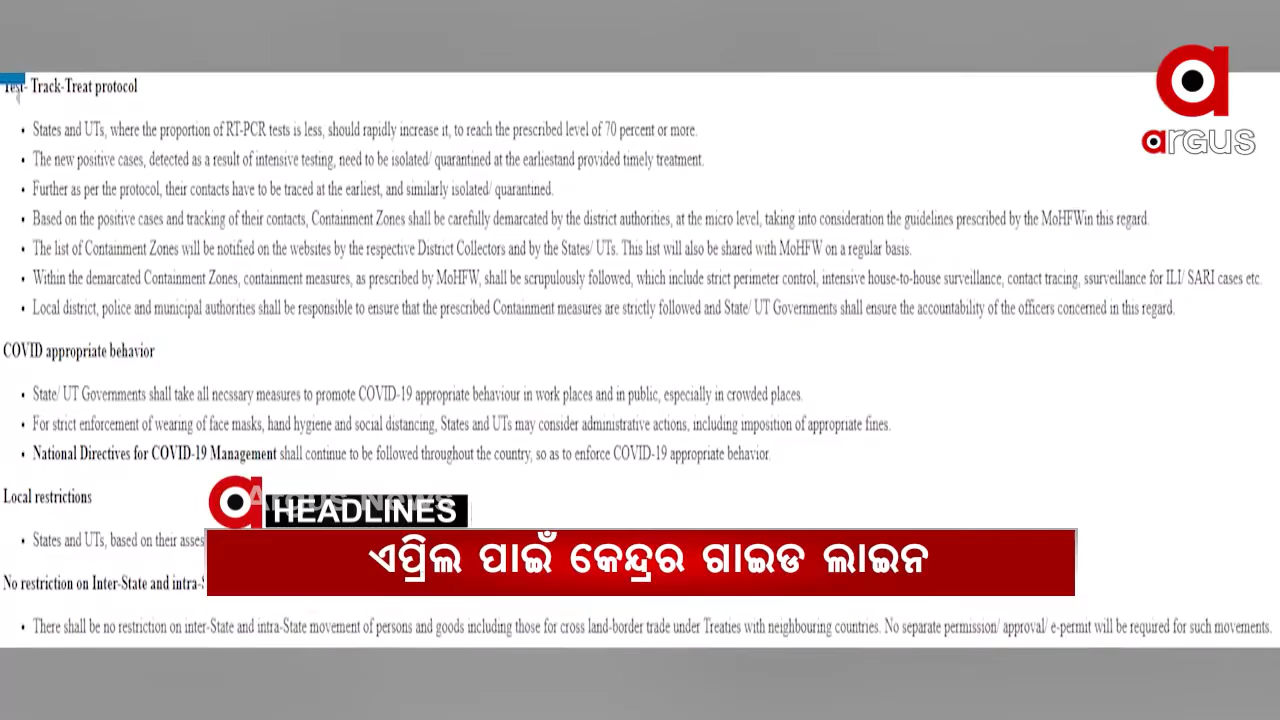 Test- Track-Treat protocol
• States and UTs, where the proportion of RT-PCR tests is less, should rapidly increase it, to reach the prescribed level of 70 percent or more.
• The new positive cases, detected as a result of intensive testing, need to be isolated/ quarantined at the earliestand provided timely treatment.
• Further as per the protocol, their contacts have to be traced at the earliest, and similarly isolated/ quarantined.
• Based on the positive cases and tracking of their contacts, Containment Zones shall be carefully demarcated by the district authorities, at the micro level, taking into consideration the guidelines prescribed by the MoHFWin this regard.
• The list of Containment Zones will be notified on the websites by the respective District Collectors and by the States/ UTs. This list will also be shared with MoHFW on a regular basis.
• Within the demarcated Containment Zones, containment measures, as prescribed by MoHFW, shall be scrupulously followed, which include strict perimeter control, intensive house-to-house surveillance, contact tracing, ssurveillance for ILI/ SARI cases etc.
• Local district, police and municipal authorities shall be responsible to ensure that the prescribed Containment measures are strictly followed and State/ UT Governments shall ensure the accountability of the officers concerned in this regard.
COVID appropriate behavior
• State/ UT Governments shall take all necssary measures to promote COVID-19 appropriate behaviour in work places and in public, especially in crowded places.
• For strict enforcement of wearing of face masks, hand hygiene and social distancing, States and UTs may consider administrative actions, including imposition of appropriate fines.
• National Directives for COVID-19 Management shall continue to be followed throughout the country, so as to enforce COVID-19 appropriate behavior.
Local restrictions
• States and UTs, based on their
No restriction on Inter-State and
• There shall be no restriction on inter-State and intra-State movement of persons and goods including those for cross land-border trade under Treaties with neighbouring countries. No separate permission/ approval/ e-permit will be required for such movements.
argus
Argus News
HEADLINES
ଏପ୍ରିଲ ପାଇଁ କେନ୍ଦ୍ରର ଗାଇଡ ଲାଇନ